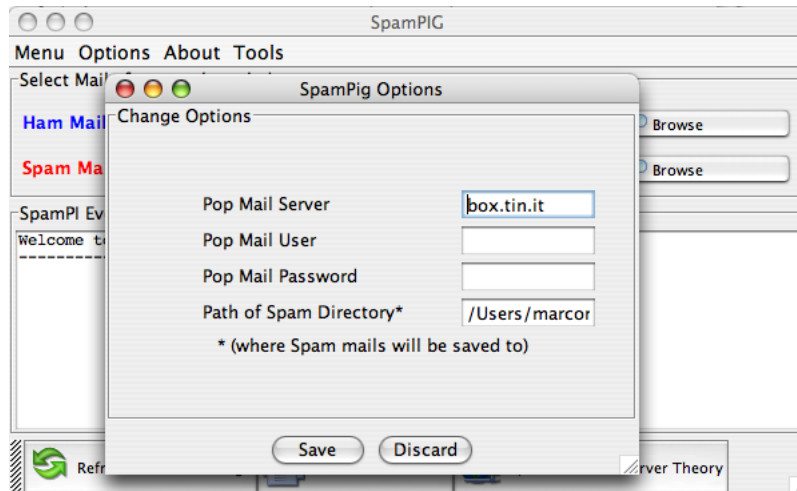 SpamPIG
Menu Options About Tools
Select Mail
SpamPig Options
Change Options
Ham Mail
Browse
Spam Ma
Browse
Pop Mail Server box.tin.it
SpamPI Ev
Pop Mail User
Welcome to
--------
Pop Mail Password
Path of Spam Directory* /Users/marcor
* (where Spam mails will be saved to)
Save Discard
Refr
rver Theory